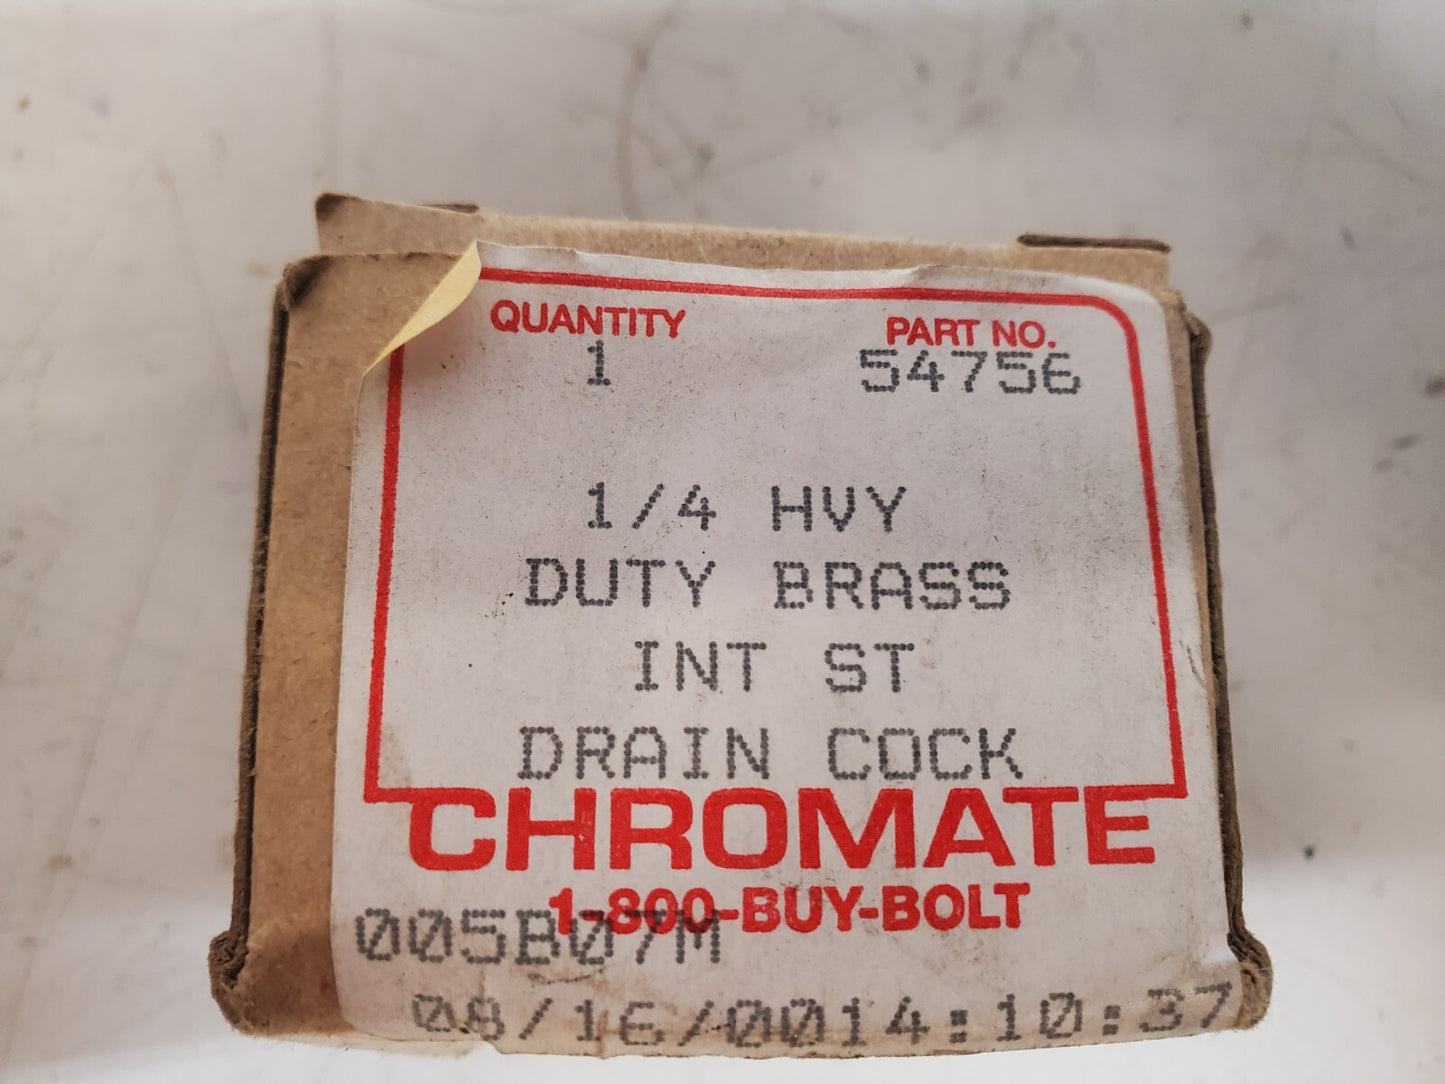 QUANTITY PART NO.
1 54756
1/4 HVY
DUTY BRASS
INT ST
DRAIN COCK
CHROMATE
1-800-BUY-BOLT
005B07M
08/16/0014:10:37